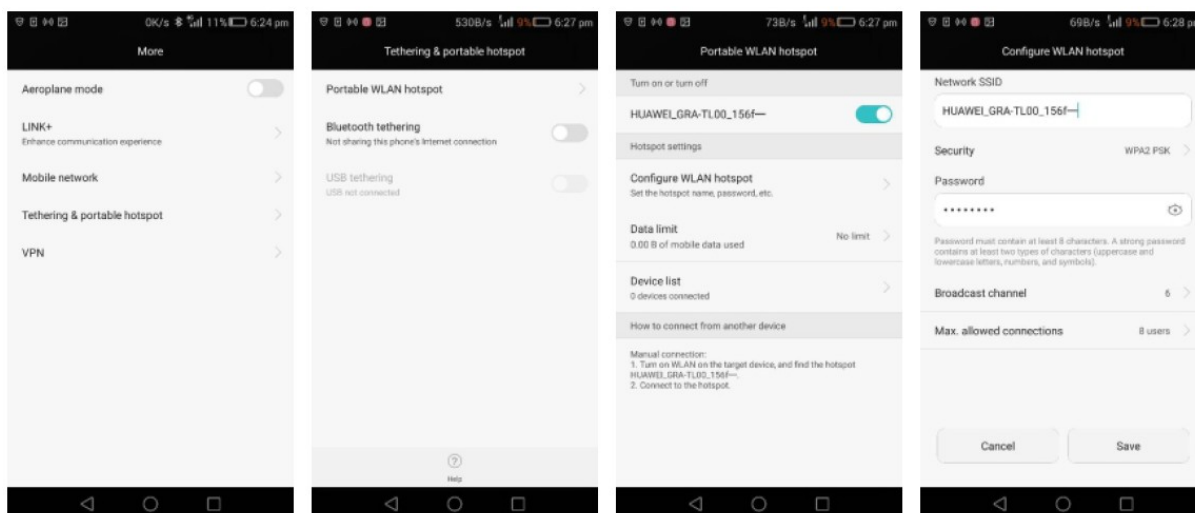 0K/s 11% 6:24 pm
More
Aeroplane mode
LINK+
Enhance communication experience
Mobile network
Tethering & portable hotspot
VPN
530B/s 9% 6:27 pm
Tethering & portable hotspot
Portable WLAN hotspot
Bluetooth tethering
Not sharing this phone's Internet connection
USB tethering
USB not connected
Help
73B/s 9% 6:27 pm
Portable WLAN hotspot
Turn on or turn off
HUAWEI_GRA-TL00_156f—
Hotspot settings
Configure WLAN hotspot
Set the hotspot name, password, etc.
Data limit
0.00 B of mobile data used
No limit
Device list
0 devices connected
How to connect from another device
Manual connection:
1. Turn on WLAN on the target device, and find the hotspot
HUAWEI_GRA-TL00_156f—.
2. Connect to the hotspot.
69B/s 9% 6:28 p
Configure WLAN hotspot
Network SSID
HUAWEI_GRA-TL00_156f—
Security WPA2 PSK
Password
••••••••
Password must contain at least 8 characters. A strong password
contains at least two types of characters (uppercase and
lowercase letters, numbers, and symbols).
Broadcast channel 6
Max. allowed connections 8 users
Cancel Save